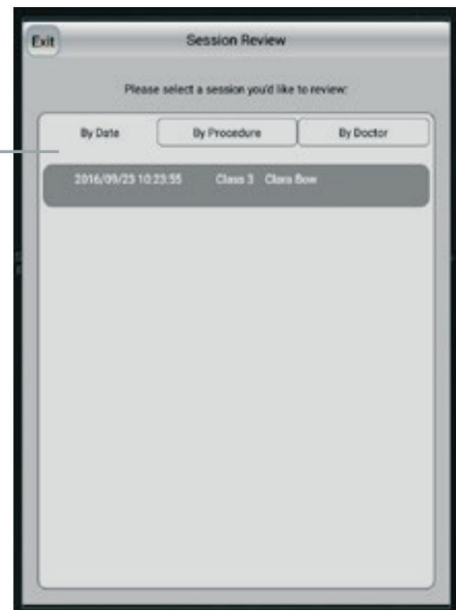 Exit
Session Review
Please select a session you'd like to review:
By Date By Procedure By Doctor
2016/09/23 10:23:55 Class 3 Clara Bow